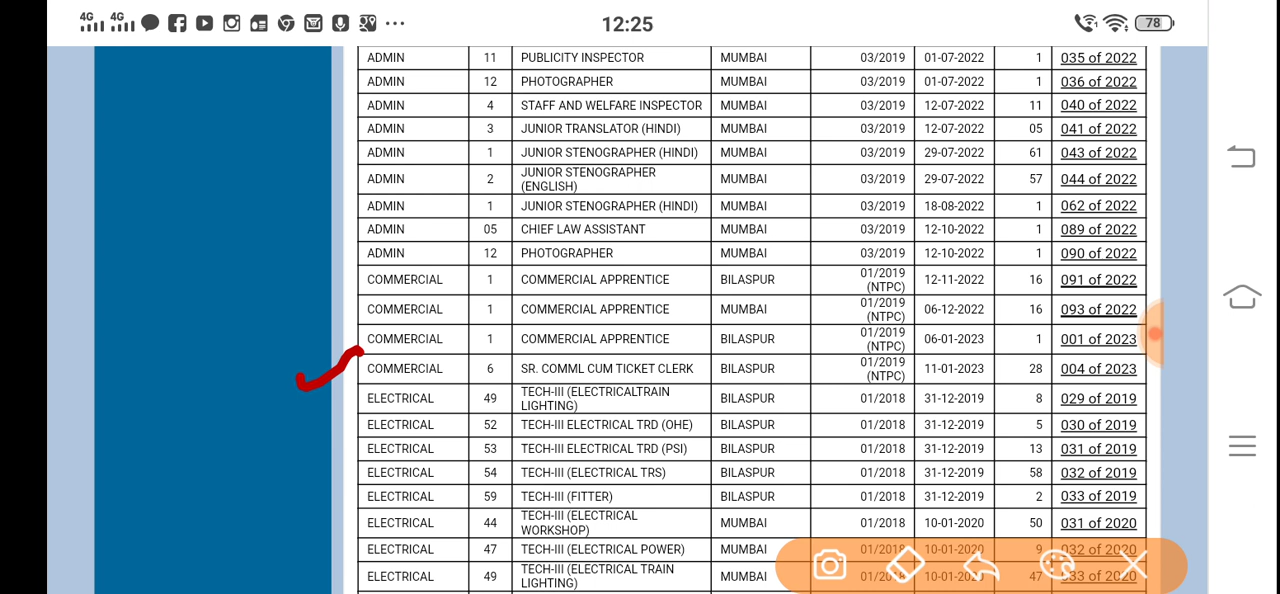 4G 4G 12:25 78
ADMIN 11 PUBLICITY INSPECTOR MUMBAI 03/2019 01-07-2022 1 035 of 2022
ADMIN 12 PHOTOGRAPHER MUMBAI 03/2019 01-07-2022 1 036 of 2022
ADMIN 4 STAFF AND WELFARE INSPECTOR MUMBAI 03/2019 12-07-2022 11 040 of 2022
ADMIN 3 JUNIOR TRANSLATOR (HINDI) MUMBAI 03/2019 12-07-2022 05 041 of 2022
ADMIN 1 JUNIOR STENOGRAPHER (HINDI) MUMBAI 03/2019 29-07-2022 61 043 of 2022
ADMIN 2 JUNIOR STENOGRAPHER (ENGLISH) MUMBAI 03/2019 29-07-2022 57 044 of 2022
ADMIN 1 JUNIOR STENOGRAPHER (HINDI) MUMBAI 03/2019 18-08-2022 1 062 of 2022
ADMIN 05 CHIEF LAW ASSISTANT MUMBAI 03/2019 12-10-2022 1 089 of 2022
ADMIN 12 PHOTOGRAPHER MUMBAI 03/2019 12-10-2022 1 090 of 2022
COMMERCIAL 1 COMMERCIAL APPRENTICE BILASPUR 01/2019 (NTPC) 12-11-2022 16 091 of 2022
COMMERCIAL 1 COMMERCIAL APPRENTICE MUMBAI 01/2019 (NTPC) 06-12-2022 16 093 of 2022
COMMERCIAL 1 COMMERCIAL APPRENTICE BILASPUR 01/2019 (NTPC) 06-01-2023 1 001 of 2023
COMMERCIAL 6 SR. COMML CUM TICKET CLERK BILASPUR 01/2019 (NTPC) 11-01-2023 28 004 of 2023
ELECTRICAL 49 TECH-III (ELECTRICALTRAIN LIGHTING) BILASPUR 01/2018 31-12-2019 8 029 of 2019
ELECTRICAL 52 TECH-III ELECTRICAL TRD (OHE) BILASPUR 01/2018 31-12-2019 5 030 of 2019
ELECTRICAL 53 TECH-III ELECTRICAL TRD (PSI) BILASPUR 01/2018 31-12-2019 13 031 of 2019
ELECTRICAL 54 TECH-III (ELECTRICAL TRS) BILASPUR 01/2018 31-12-2019 58 032 of 2019
ELECTRICAL 59 TECH-III (FITTER) BILASPUR 01/2018 31-12-2019 2 033 of 2019
ELECTRICAL 44 TECH-III (ELECTRICAL WORKSHOP) MUMBAI 01/2018 10-01-2020 50 031 of 2020
ELECTRICAL 47 TECH-III (ELECTRICAL POWER) MUMBAI 01/2018 10-01-2020 9 032 of 2020
ELECTRICAL 49 TECH-III (ELECTRICAL TRAIN LIGHTING) MUMBAI 01/2018 10-01-2020 47 033 of 2020